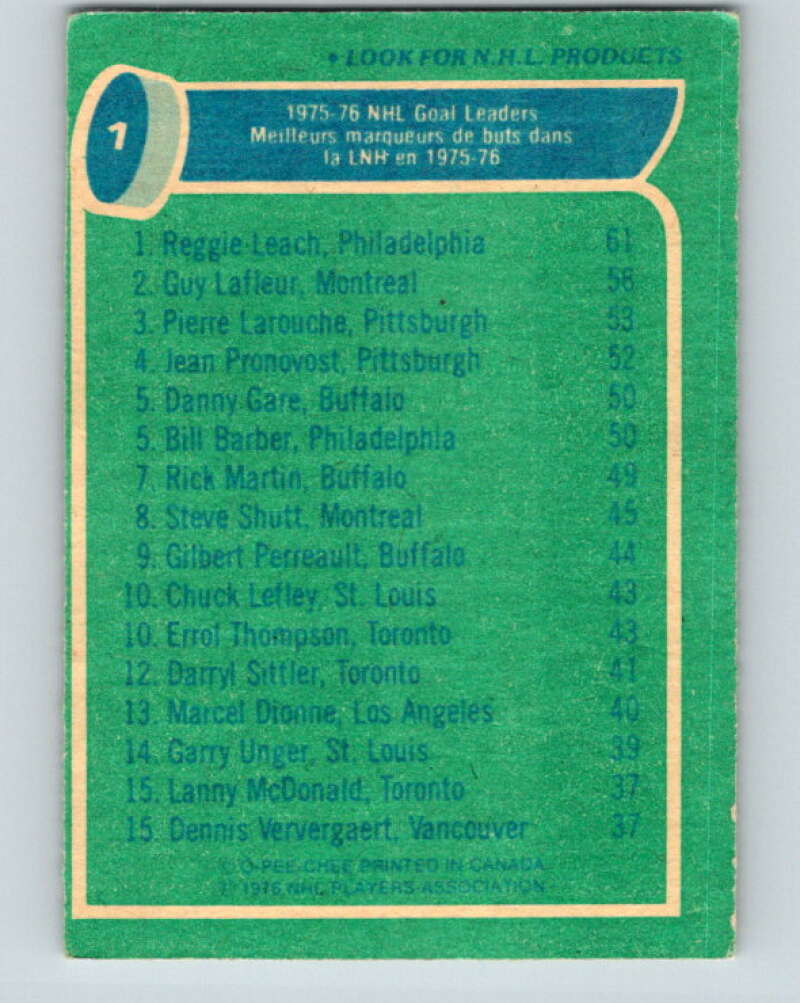 • LOOK FOR N.H.L. PRODUCTS
1
1975-76 NHL Goal Leaders
Meilleurs marqueurs de buts dans
la LNH en 1975-76
1. Reggie Leach, Philadelphia 61
2. Guy Lafleur, Montreal 56
3. Pierre Larouche, Pittsburgh 53
4. Jean Pronovost, Pittsburgh 52
5. Danny Gare, Buffalo 50
5. Bill Barber, Philadelphia 50
7. Rick Martin, Buffalo 49
8. Steve Shutt, Montreal 45
9. Gilbert Perreault, Buffalo 44
10. Chuck Lefley, St. Louis 43
10. Errol Thompson, Toronto 43
12. Darryl Sittler, Toronto 41
13. Marcel Dionne, Los Angeles 40
14. Garry Unger, St. Louis 39
15. Lanny McDonald, Toronto 37
15. Dennis Ververgaert, Vancouver 37
© O-PEE-CHEE PRINTED IN CANADA
© 1976 NHL PLAYERS ASSOCIATION